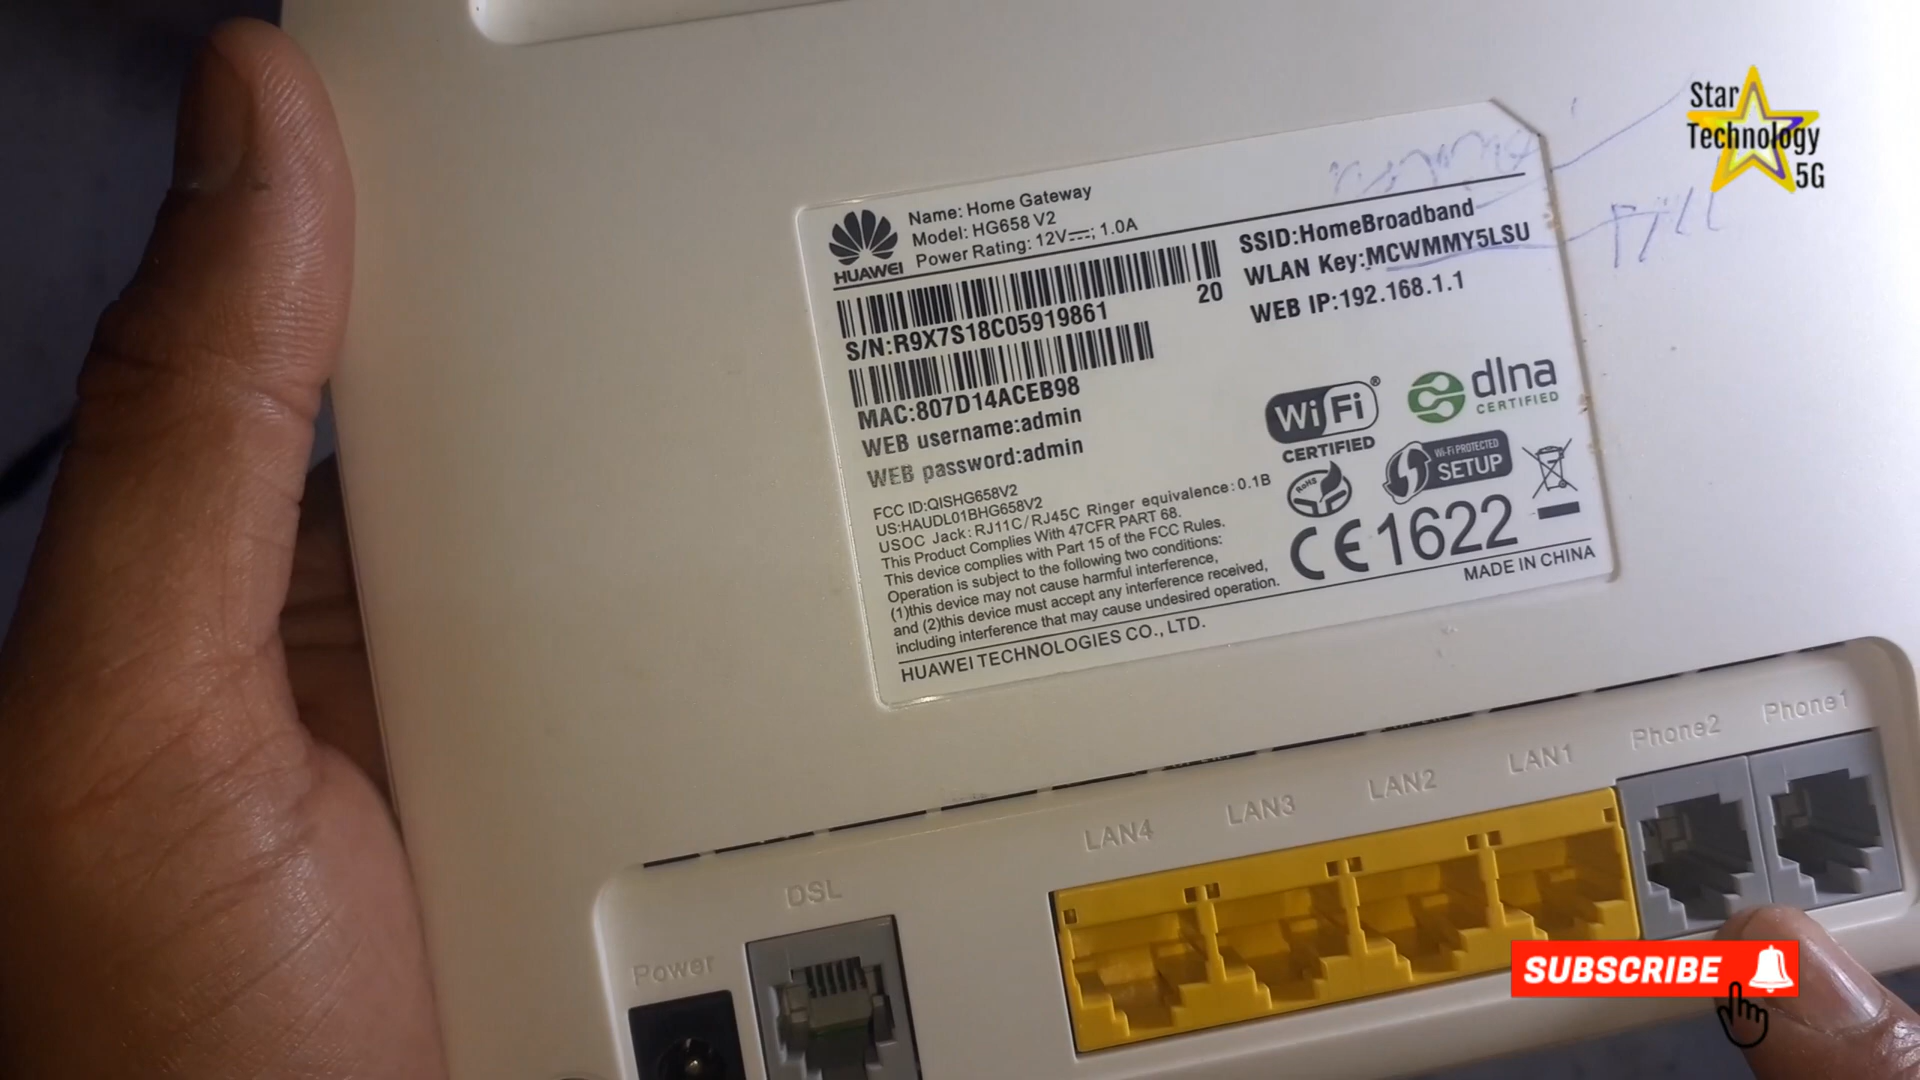 Star
Technology
5G
HUAWEI
Name: Home Gateway
Model: HG658 V2
Power Rating: 12V⎓; 1.0A
S/N:R9X7S18C05919861
20
MAC:807D14ACEB98
WEB username:admin
WEB password:admin
SSID:HomeBroadband
WLAN Key:MCWMMY5LSU
WEB IP:192.168.1.1
WiFi
CERTIFIED
®
dlna
CERTIFIED
RoHS
Wi-Fi PROTECTED
SETUP
FCC ID:QISHG658V2
US:HAUDL01BHG658V2
USOC Jack: RJ11C/RJ45C Ringer equivalence: 0.1B
This Product Complies With 47CFR PART 68.
This device complies with Part 15 of the FCC Rules.
Operation is subject to the following two conditions:
(1)this device may not cause harmful interference,
and (2)this device must accept any interference received,
including interference that may cause undesired operation.
CE1622
MADE IN CHINA
HUAWEI TECHNOLOGIES CO., LTD.
Power
DSL
LAN4
LAN3
LAN2
LAN1
Phone2
Phone1
SUBSCRIBE